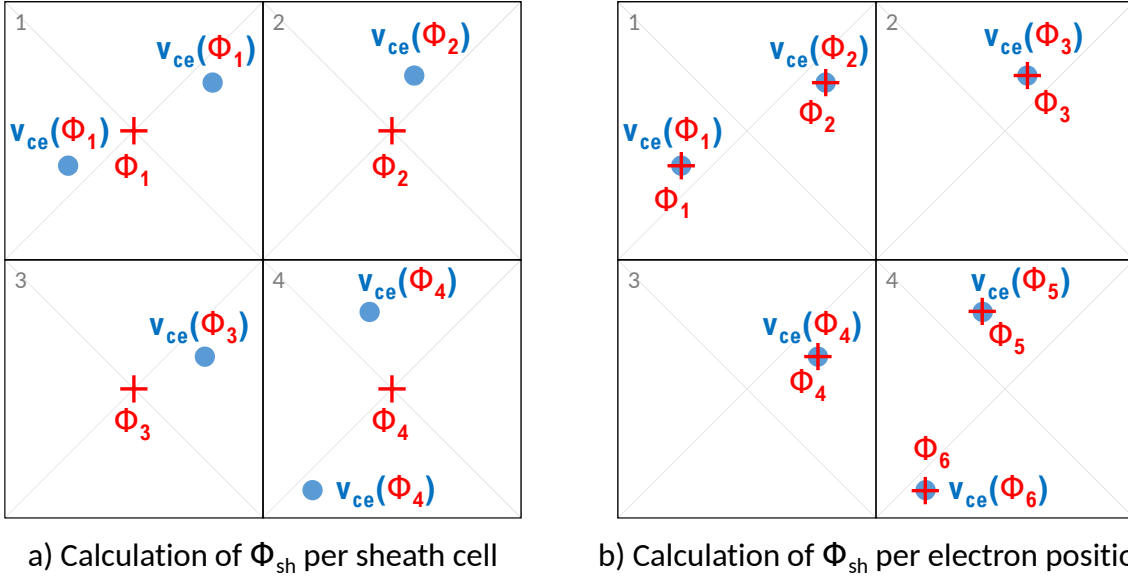 1
v_ce(Φ_1)
v_ce(Φ_1)
Φ_1
2
v_ce(Φ_2)
Φ_2
3
v_ce(Φ_3)
Φ_3
4
v_ce(Φ_4)
Φ_4
v_ce(Φ_4)
a) Calculation of Φ_sh per sheath cell
1
v_ce(Φ_2)
Φ_2
v_ce(Φ_1)
Φ_1
2
v_ce(Φ_3)
Φ_3
3
v_ce(Φ_4)
Φ_4
4
v_ce(Φ_5)
Φ_5
Φ_6
v_ce(Φ_6)
b) Calculation of Φ_sh per electron positio